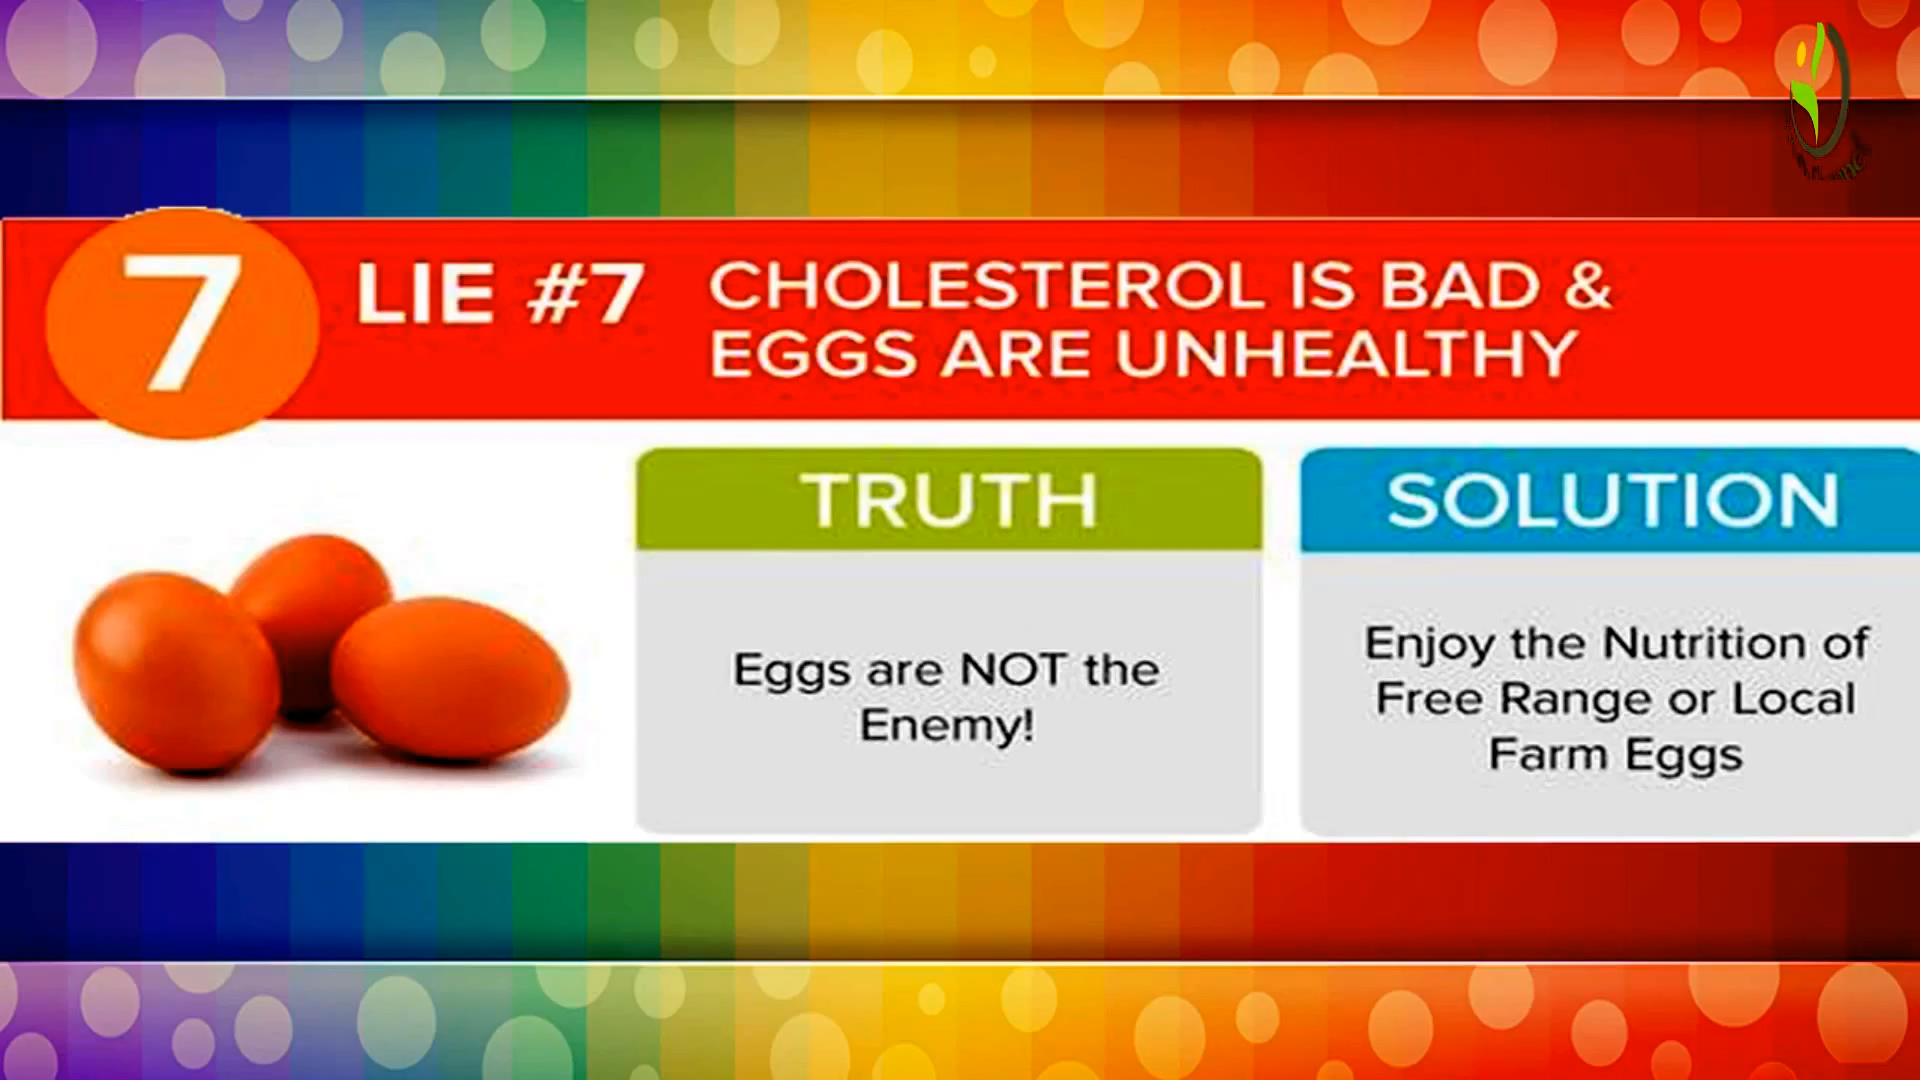 7
LIE #7
CHOLESTEROL IS BAD &
EGGS ARE UNHEALTHY
TRUTH
Eggs are NOT the
Enemy!
SOLUTION
Enjoy the Nutrition of
Free Range or Local
Farm Eggs